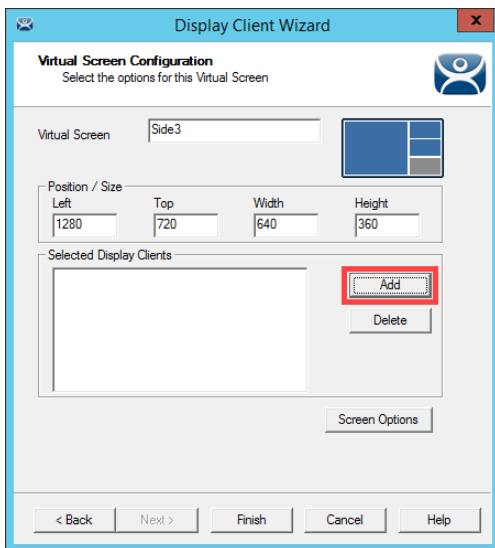 Display Client Wizard
x
Virtual Screen Configuration
Select the options for this Virtual Screen
Virtual Screen Side3
Position / Size
Left Top Width Height
1280 720 640 360
Selected Display Clients
Add
Delete
Screen Options
< Back Next > Finish Cancel Help